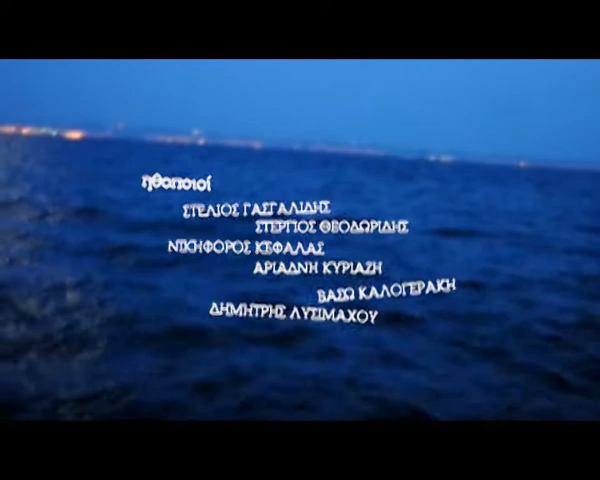 ηθοποιοί
ΣΤΕΛΙΟΣ ΓΑΣΓΑΛΙΔΗΣ
ΣΤΕΡΓΙΟΣ ΘΕΟΔΩΡΙΔΗΣ
ΝΙΚΗΦΟΡΟΣ ΚΕΦΑΛΑΣ
ΑΡΙΑΔΝΗ ΚΥΡΙΑΖΗ
ΒΑΣΩ ΚΑΛΟΓΕΡΑΚΗ
ΔΗΜΗΤΡΗΣ ΛΥΣΙΜΑΧΟΥ